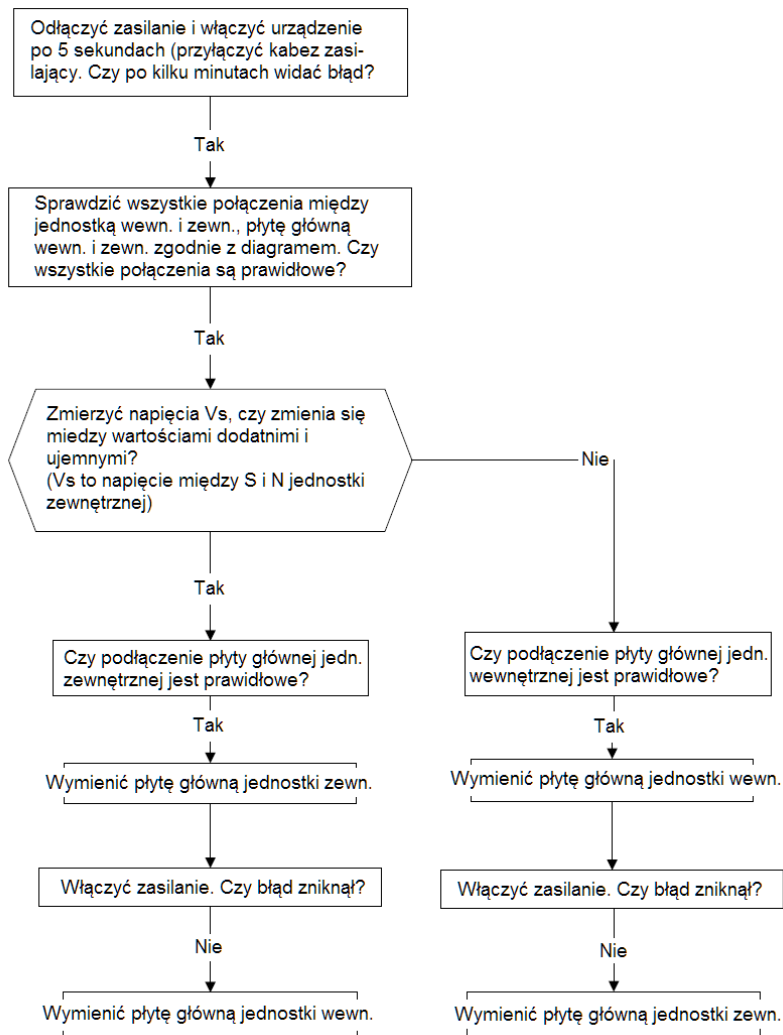 Odłączyć zasilanie i włączyć urządzenie
po 5 sekundach (przyłączyć kabez zasi-
lający. Czy po kilku minutach widać błąd?
Tak
Sprawdzić wszystkie połączenia między
jednostką wewn. i zewn., płytę główną
wewn. i zewn. zgodnie z diagramem. Czy
wszystkie połączenia są prawidłowe?
Tak
Zmierzyć napięcia Vs, czy zmienia się
miedzy wartościami dodatnimi i
ujemnymi?
(Vs to napięcie między S i N jednostki
zewnętrznej)
Nie
Tak
Czy podłączenie płyty głównej jedn.
zewnętrznej jest prawidłowe?
Tak
Wymienić płytę główną jednostki zewn.
Włączyć zasilanie. Czy błąd zniknął?
Nie
Wymienić płytę główną jednostki wewn.
Czy podłączenie płyty głównej jedn.
wewnętrznej jest prawidłowe?
Tak
Wymienić płytę główną jednostki wewn.
Włączyć zasilanie. Czy błąd zniknął?
Nie
Wymienić płytę główną jednostki zewn.